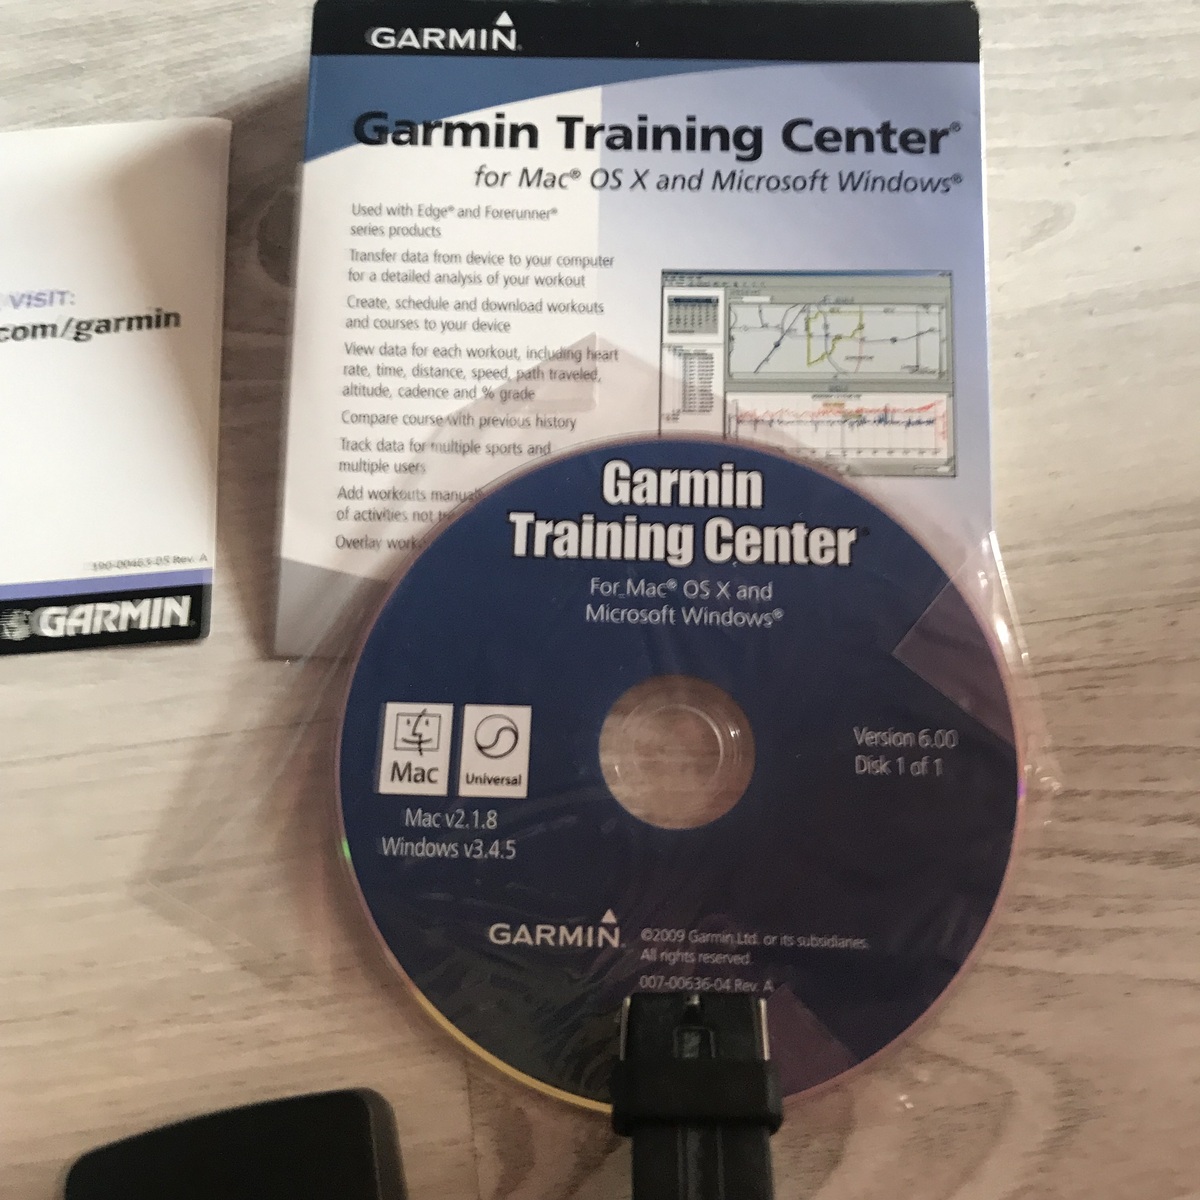 GARMIN
Garmin Training Center®
for Mac® OS X and Microsoft Windows®
Used with Edge® and Forerunner®
series products
Transfer data from device to your computer
for a detailed analysis of your workout
Create, schedule and download workouts
and courses to your device
View data for each workout, including heart
rate, time, distance, speed, path traveled,
altitude, cadence and % grade
Compare course with previous history
Track data for multiple sports and
multiple users
Add workouts
of activities not
Overlay
VISIT:
.com/garmin
190-00463-05 Rev. A
GARMIN
Garmin
Training Center
For Mac® OS X and
Microsoft Windows®
Mac
Universal
Mac v2.1.8
Windows v3.4.5
Version 6.00
Disk 1 of 1
GARMIN
©2009 Garmin Ltd. or its subsidiaries.
All rights reserved.
007-00636-04 Rev. A